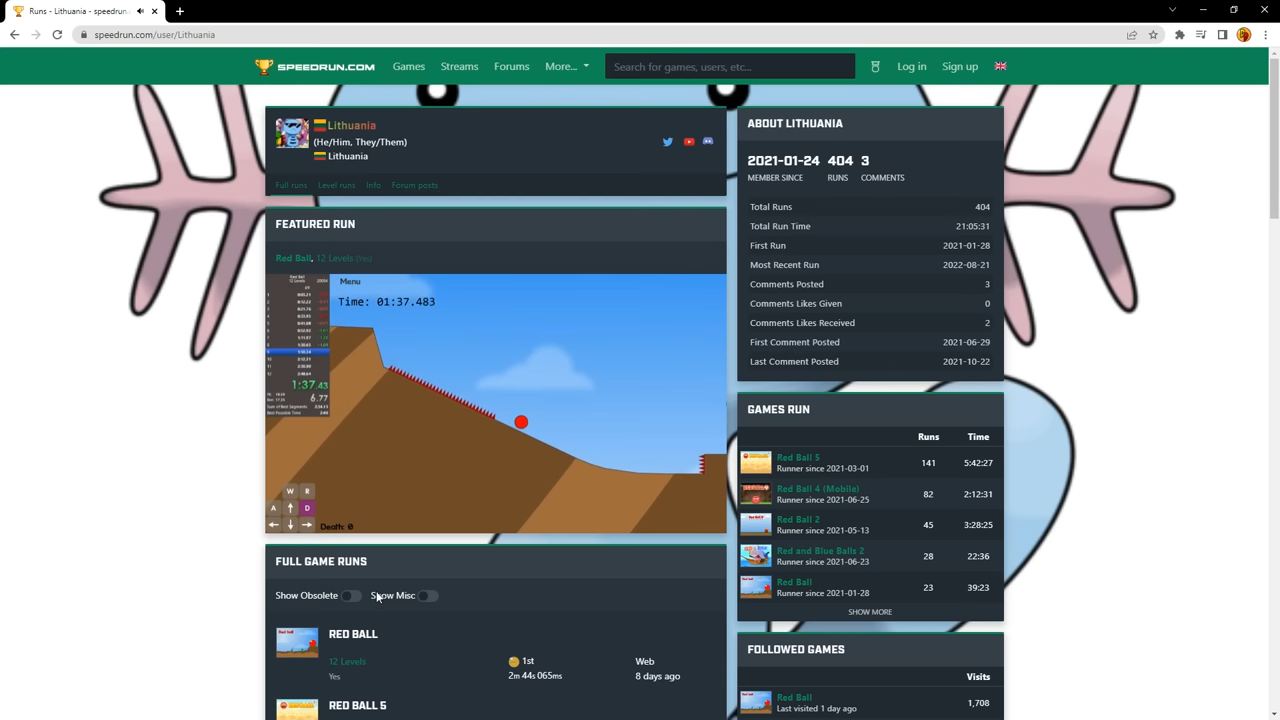 Runs - Lithuania - speedrun.com
speedrun.com/user/Lithuania
SPEEDRUN.COM
Games
Streams
Forums
More...
Search for games, users, etc...
Log in
Sign up
Lithuania
(He/Him, They/Them)
Lithuania
Full runs
Level runs
Info
Forum posts
FEATURED RUN
Red Ball, 12 Levels (Yes)
Red Ball
12 Levels
Menu
Time: 01:37.483
1:37.43
6.77
W R
A D
Death: 0
FULL GAME RUNS
Show Obsolete
Show Misc
RED BALL
12 Levels
Yes
1st
2m 44s 065ms
Web
8 days ago
RED BALL 5
ABOUT LITHUANIA
2021-01-24 404 3
MEMBER SINCE RUNS COMMENTS
Total Runs 404
Total Run Time 21:05:31
First Run 2021-01-28
Most Recent Run 2022-08-21
Comments Posted 3
Comments Likes Given 0
Comments Likes Received 2
First Comment Posted 2021-06-29
Last Comment Posted 2021-10-22
GAMES RUN
Runs Time
Red Ball 5
Runner since 2021-03-01
141 5:42:27
Red Ball 4 (Mobile)
Runner since 2021-06-25
82 2:12:31
Red Ball 2
Runner since 2021-05-13
45 3:28:25
Red and Blue Balls 2
Runner since 2021-06-23
28 22:36
Red Ball
Runner since 2021-01-28
23 39:23
SHOW MORE
FOLLOWED GAMES
Visits
Red Ball
Last visited 1 day ago
1,708